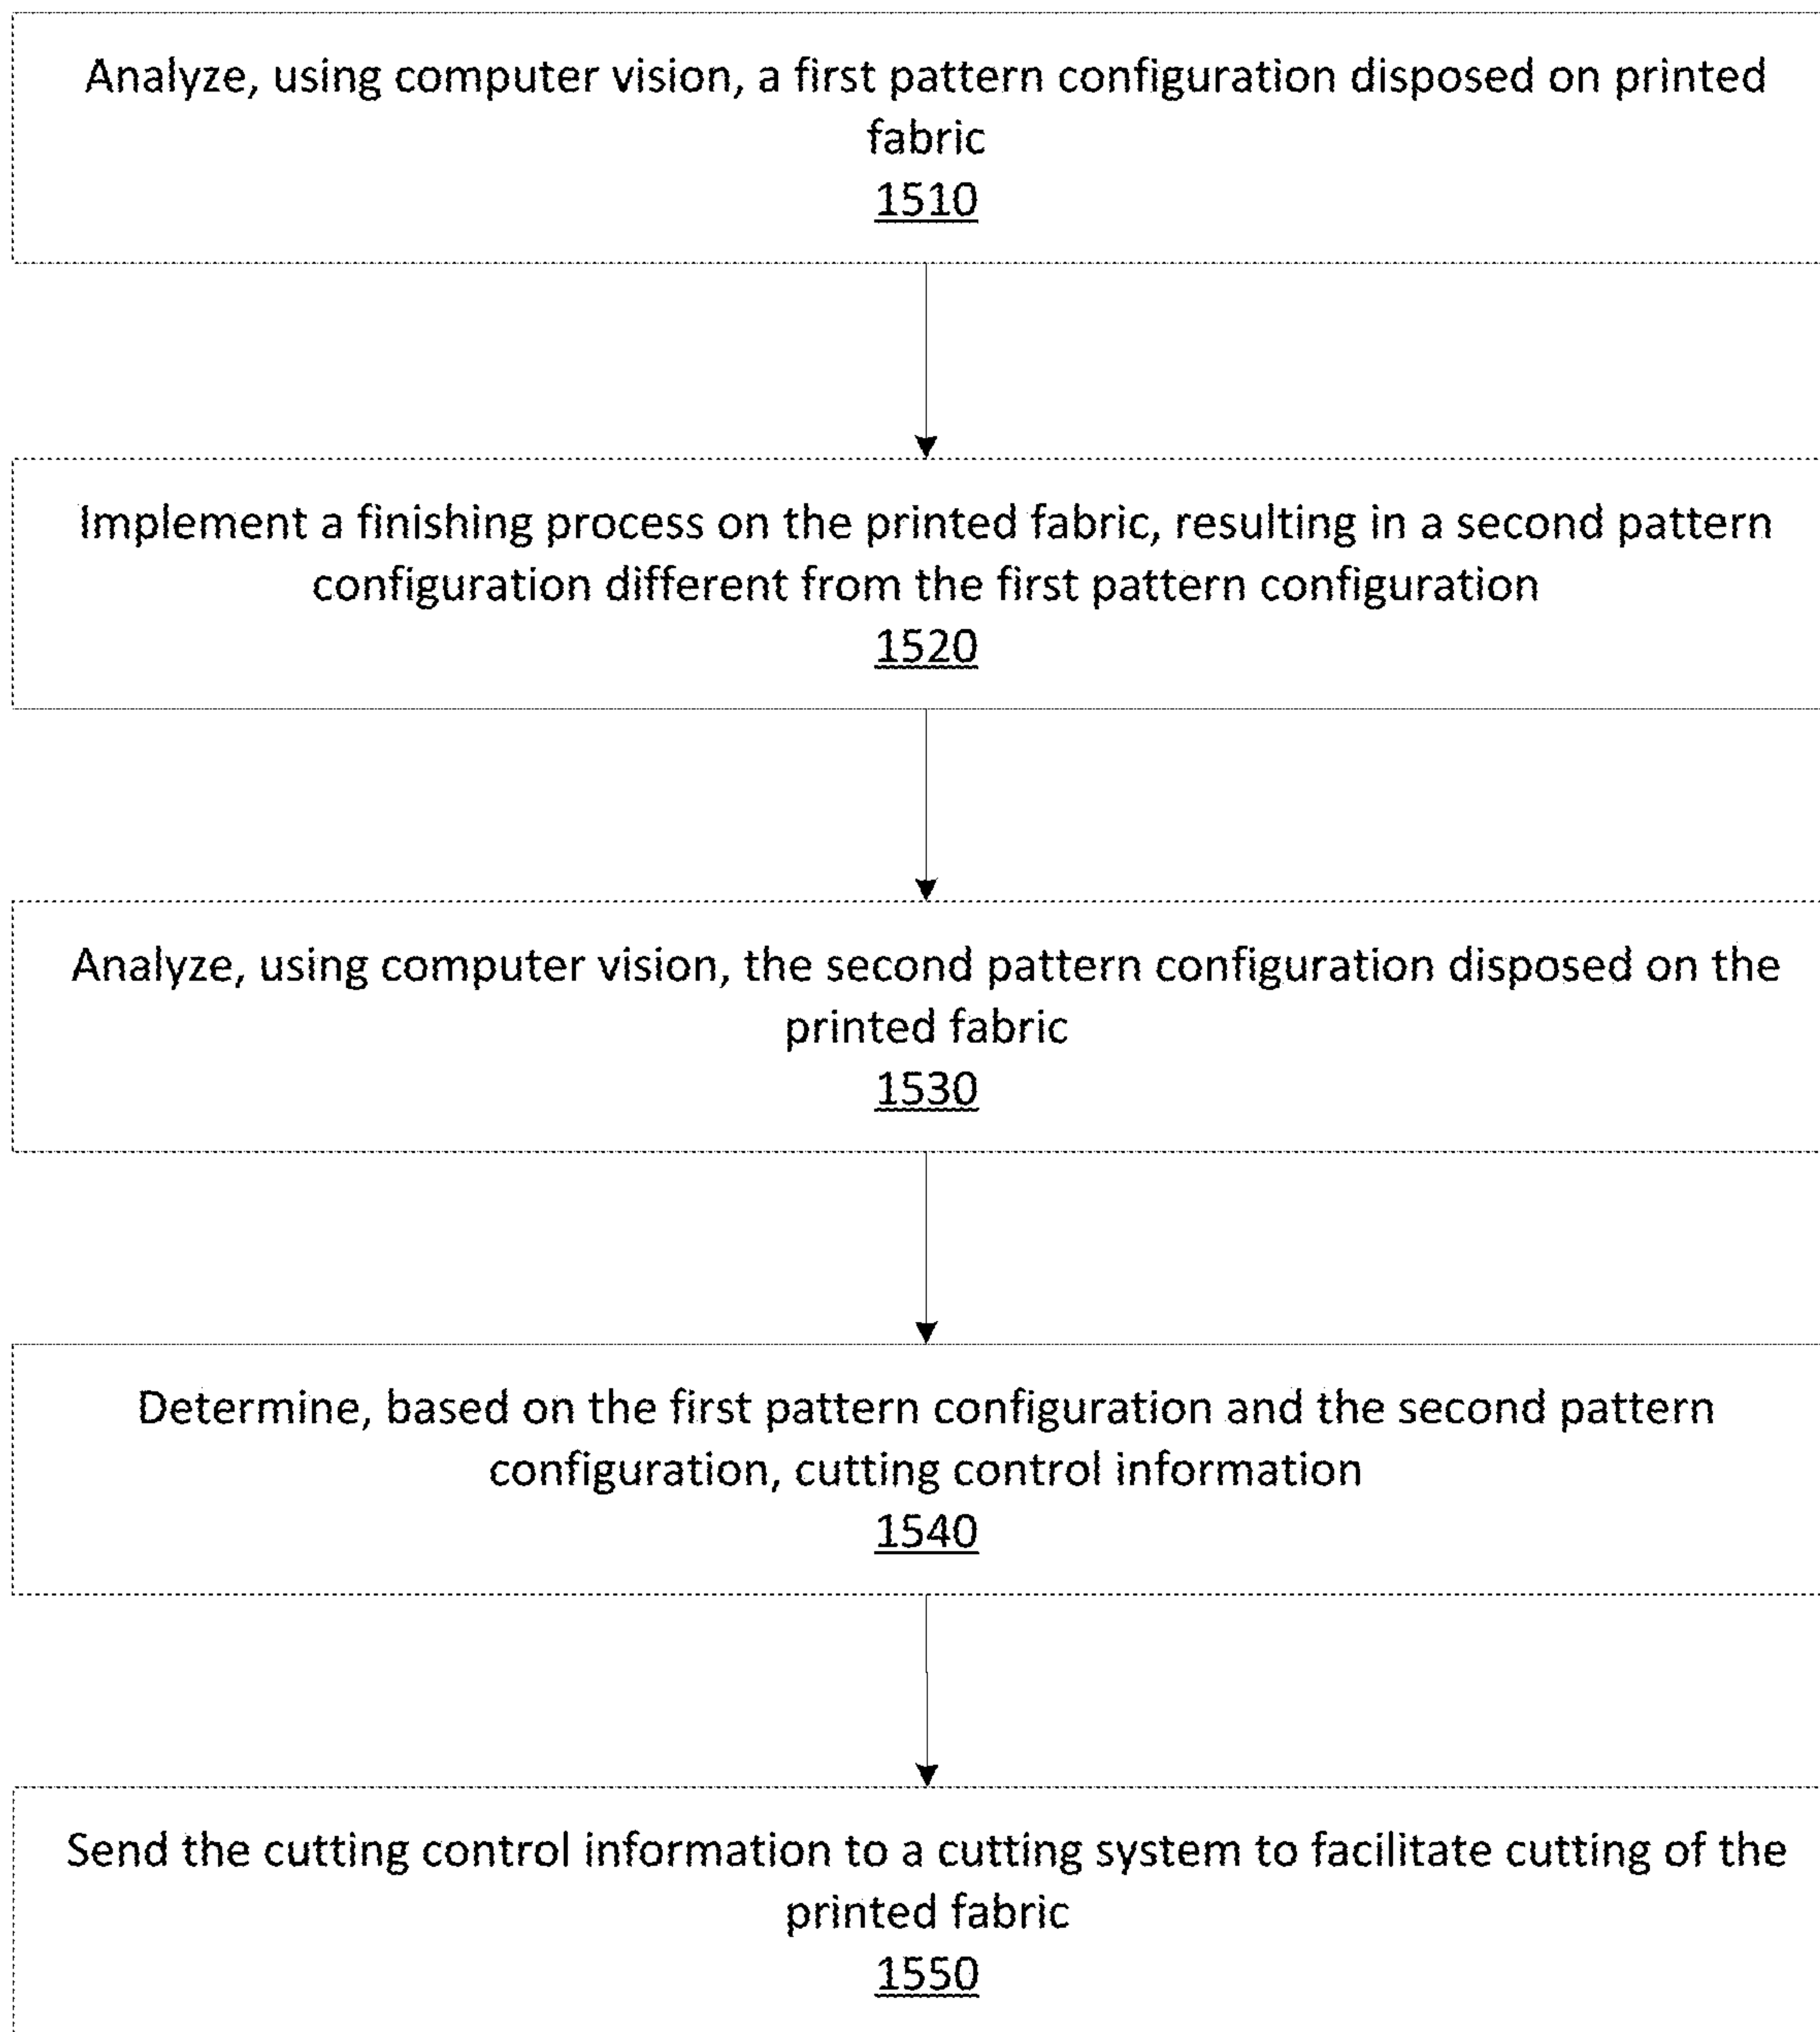 Analyze, using computer vision, a first pattern configuration disposed on printed
fabric
1510
Implement a finishing process on the printed fabric, resulting in a second pattern
configuration different from the first pattern configuration
1520
Analyze, using computer vision, the second pattern configuration disposed on the
printed fabric
1530
Determine, based on the first pattern configuration and the second pattern
configuration, cutting control information
1540
Send the cutting control information to a cutting system to facilitate cutting of the
printed fabric
1550